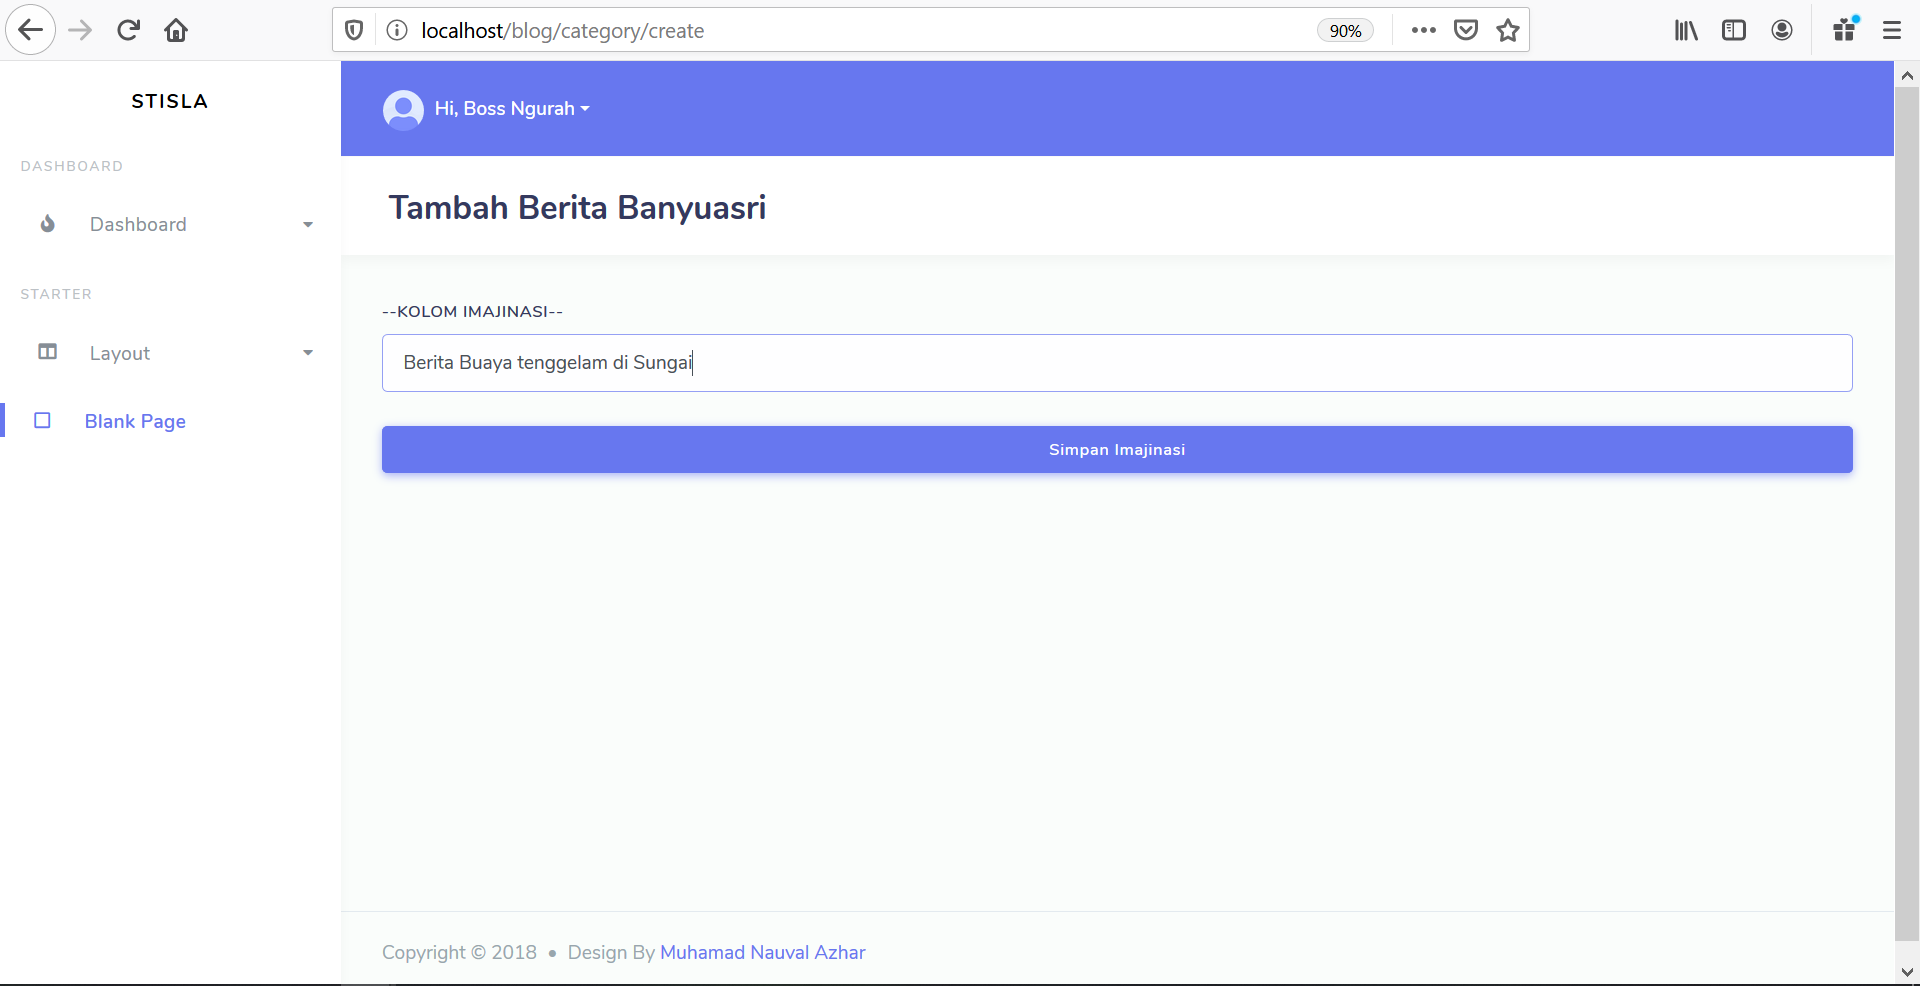 localhost/blog/category/create
90%
STISLA
Hi, Boss Ngurah
DASHBOARD
Dashboard
STARTER
Layout
Blank Page
Tambah Berita Banyuasri
--KOLOM IMAJINASI--
Berita Buaya tenggelam di Sungai
Simpan Imajinasi
Copyright © 2018 • Design By Muhamad Nauval Azhar